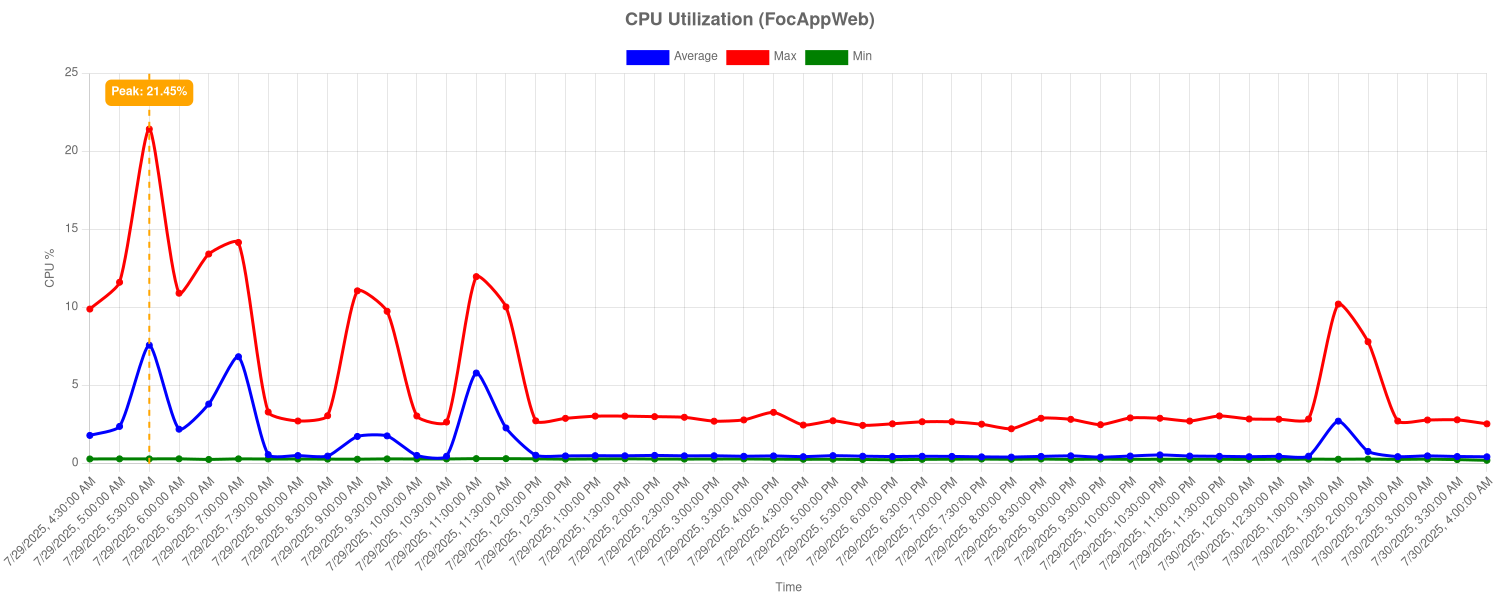 CPU Utilization (FocAppWeb)
Average Max Min
25
Peak: 21.45%
20
15
CPU %
10
5
0
7/29/2025, 4:30:00 AM
7/29/2025, 5:00:00 AM
7/29/2025, 5:30:00 AM
7/29/2025, 6:00:00 AM
7/29/2025, 6:30:00 AM
7/29/2025, 7:00:00 AM
7/29/2025, 7:30:00 AM
7/29/2025, 8:00:00 AM
7/29/2025, 8:30:00 AM
7/29/2025, 9:00:00 AM
7/29/2025, 9:30:00 AM
7/29/2025, 10:00:00 AM
7/29/2025, 10:30:00 AM
7/29/2025, 11:00:00 AM
7/29/2025, 11:30:00 AM
7/29/2025, 12:00:00 PM
7/29/2025, 12:30:00 PM
7/29/2025, 1:00:00 PM
7/29/2025, 1:30:00 PM
7/29/2025, 2:00:00 PM
7/29/2025, 2:30:00 PM
7/29/2025, 3:00:00 PM
7/29/2025, 3:30:00 PM
7/29/2025, 4:00:00 PM
7/29/2025, 4:30:00 PM
7/29/2025, 5:00:00 PM
7/29/2025, 5:30:00 PM
7/29/2025, 6:00:00 PM
7/29/2025, 6:30:00 PM
7/29/2025, 7:00:00 PM
7/29/2025, 7:30:00 PM
7/29/2025, 8:00:00 PM
7/29/2025, 8:30:00 PM
7/29/2025, 9:00:00 PM
7/29/2025, 9:30:00 PM
7/29/2025, 10:00:00 PM
7/29/2025, 10:30:00 PM
7/29/2025, 11:00:00 PM
7/29/2025, 11:30:00 PM
7/30/2025, 12:00:00 AM
7/30/2025, 12:30:00 AM
7/30/2025, 1:00:00 AM
7/30/2025, 1:30:00 AM
7/30/2025, 2:00:00 AM
7/30/2025, 2:30:00 AM
7/30/2025, 3:00:00 AM
7/30/2025, 3:30:00 AM
7/30/2025, 4:00:00 AM
Time